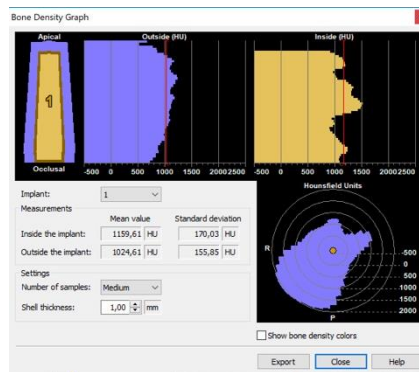 Bone Density Graph
Apical Outside (HU) Inside (HU)
1
Occlusal -500 0 500 1000 1500 2000 2500 -500 0 500 1000 1500 2000 2500
Hounsfield Units
R
-500
0
500
1000
1500
2000
P
Implant: 1
Measurements
Mean value Standard deviation
Inside the implant: 1159,61 HU 170,03 HU
Outside the implant: 1024,61 HU 155,85 HU
Settings
Number of samples: Medium
Shell thickness: 1,00 mm
Show bone density colors
Export Close Help